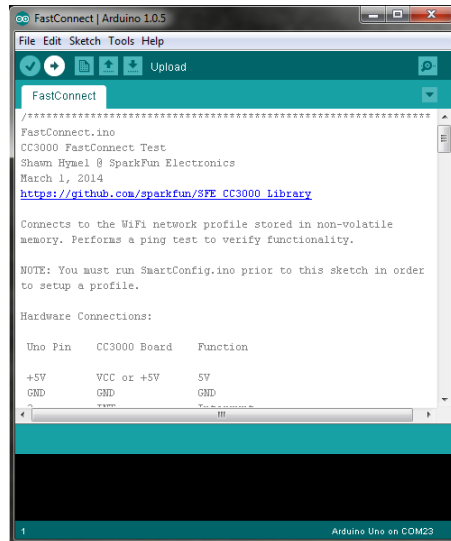 FastConnect | Arduino 1.0.5
File Edit Sketch Tools Help
Upload
FastConnect
/****************************************************************
FastConnect.ino
CC3000 FastConnect Test
Shawn Hymel @ SparkFun Electronics
March 1, 2014
https://github.com/sparkfun/SFE_CC3000_Library
Connects to the WiFi network profile stored in non-volatile
memory. Performs a ping test to verify functionality.
NOTE: You must run SmartConfig.ino prior to this sketch in order
to setup a profile.
Hardware Connections:
Uno Pin CC3000 Board Function
+5V VCC or +5V 5V
GND GND GND
2 INT Interrupt
1 Arduino Uno on COM23